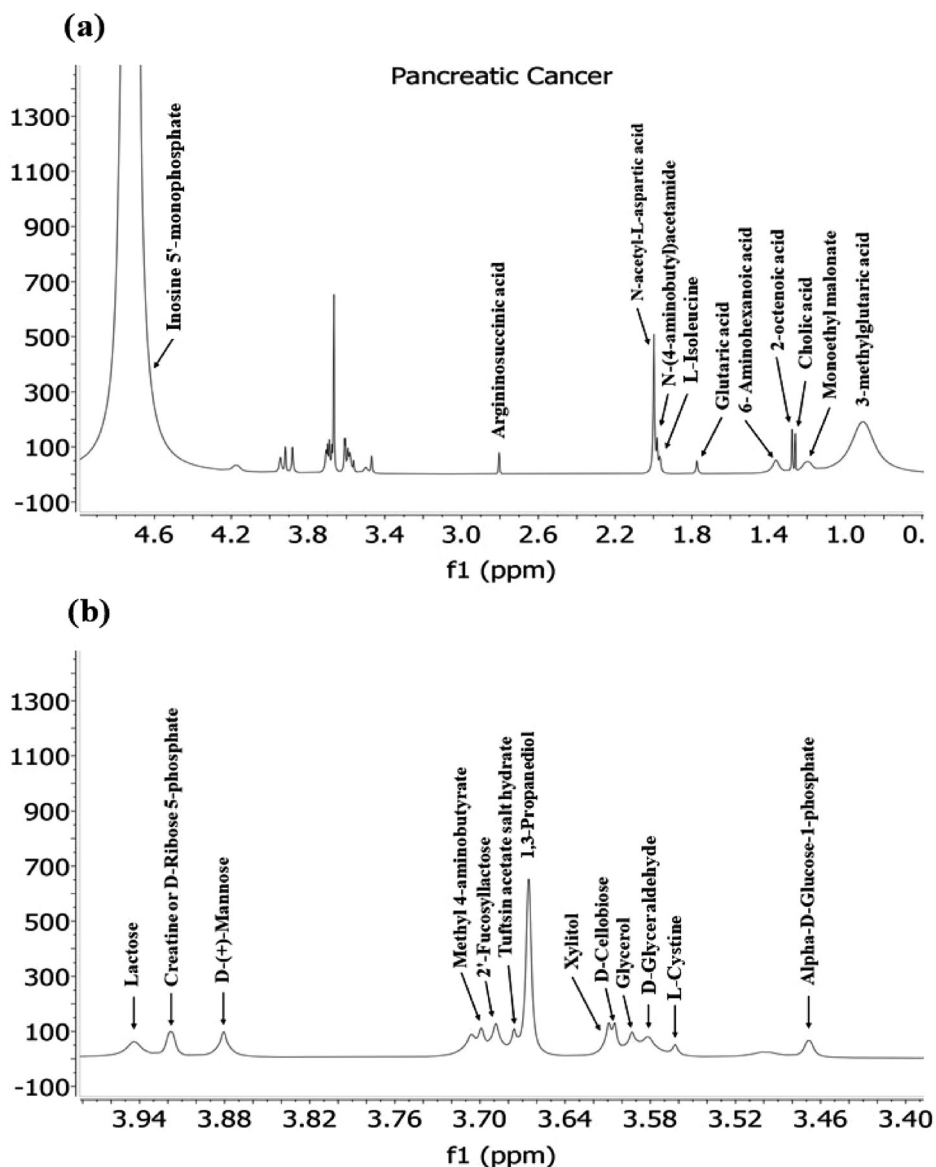 (a)
Pancreatic Cancer
1300
1100
900
700
500
300
100
-100
Inosine 5'-monophosphate
Argininosuccinic acid
N-acetyl-L-aspartic acid
N-(4-aminobutyl)acetamide
L-Isoleucine
Glutaric acid
6- Aminohexanoic acid
2-octenoic acid
Cholic acid
Monoethyl malonate
3-methylglutaric acid
4.6 4.2 3.8 3.4 3.0 2.6 2.2 1.8 1.4 1.0 0.
f1 (ppm)
(b)
1300
1100
900
700
500
300
100
-100
Lactose
Creatine or D-Ribose 5-phosphate
D-(+)-Mannose
Methyl 4-aminobutyrate
2'-Fucosyllactose
Tuftsin acetate salt hydrate
1,3-Propanediol
Xylitol
D-Cellobiose
Glycerol
D-Glyceraldehyde
L-Cystine
Alpha-D-Glucose-1-phosphate
3.94 3.88 3.82 3.76 3.70 3.64 3.58 3.52 3.46 3.40
f1 (ppm)